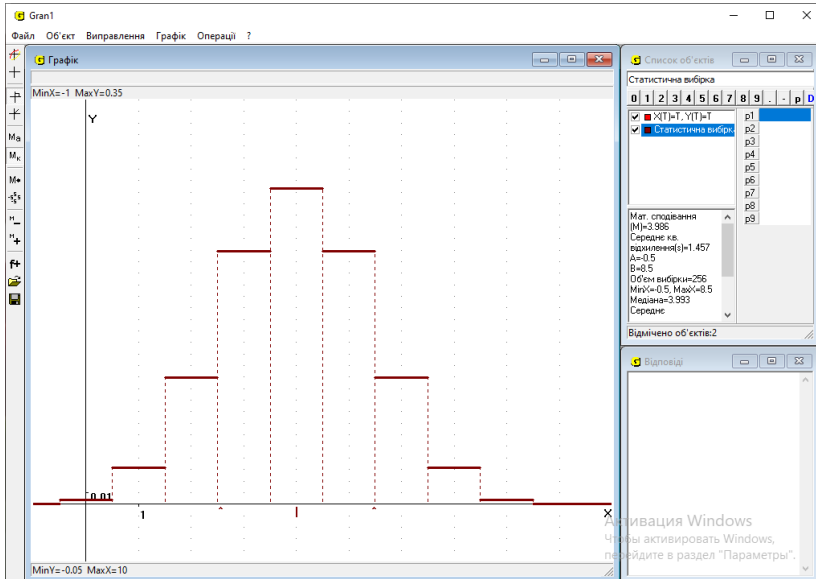 Gran1
Файл Об'єкт Виправлення Графік Операції ?
Графік
MinX=-1 MaxY=0.35
Y
0.01
1
X
MinY=-0.05 MaxX=10
Ma
Mк
M+
f+
Список об'єктів
Статистична вибірка
0 1 2 3 4 5 6 7 8 9 . - p D
X(T)=T, Y(T)=T
Статистична вибірк
p1
p2
p3
p4
p5
p6
p7
p8
p9
Мат. сподівання
(M)=3.986
Середнє кв.
відхилення(s)=1.457
A=-0.5
B=8.5
Об'єм вибірки=256
MinX=-0.5, MaxX=8.5
Медіана=3.993
Середнє
Відмічено об'єктів:2
Відповіді
Активация Windows
Чтобы активировать Windows,
перейдите в раздел "Параметры".